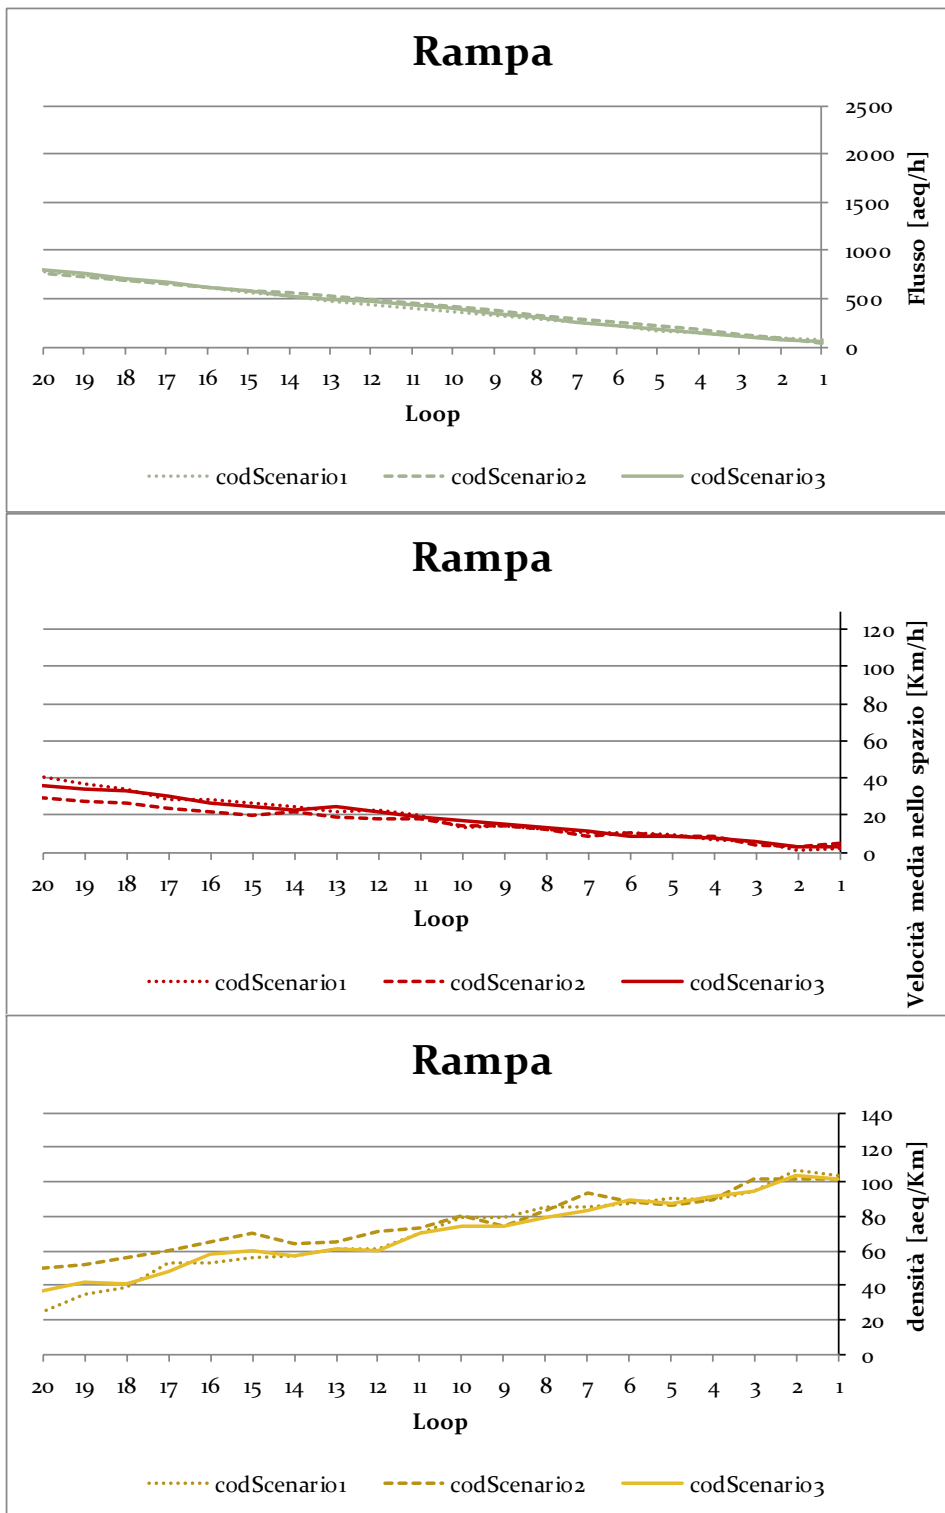 Rampa
2500
2000
1500
1000
500
0
Flusso [aeq/h]
20 19 18 17 16 15 14 13 12 11 10 9 8 7 6 5 4 3 2 1
Loop
codScenario1 codScenario2 codScenario3
Rampa
120
100
80
60
40
20
0
Velocità media nello spazio [Km/h]
20 19 18 17 16 15 14 13 12 11 10 9 8 7 6 5 4 3 2 1
Loop
codScenario1 codScenario2 codScenario3
Rampa
140
120
100
80
60
40
20
0
densità [aeq/Km]
20 19 18 17 16 15 14 13 12 11 10 9 8 7 6 5 4 3 2 1
Loop
codScenario1 codScenario2 codScenario3